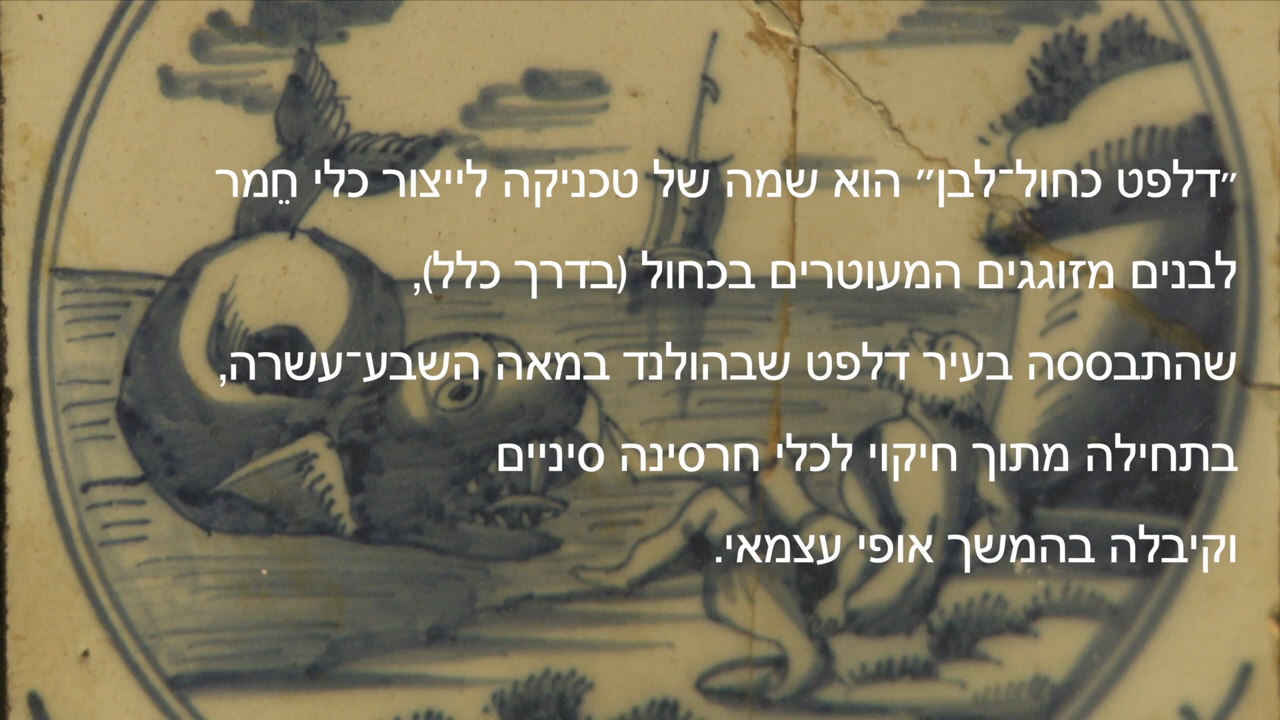 ״דלפט כחול־לבן״ הוא שמה של טכניקה לייצור כלי חֵמר
לבנים מזוגגים המעוטרים בכחול (בדרך כלל),
שהתבססה בעיר דלפט שבהולנד במאה השבע־עשרה,
בתחילה מתוך חיקוי לכלי חרסינה סיניים
וקיבלה בהמשך אופי עצמאי.